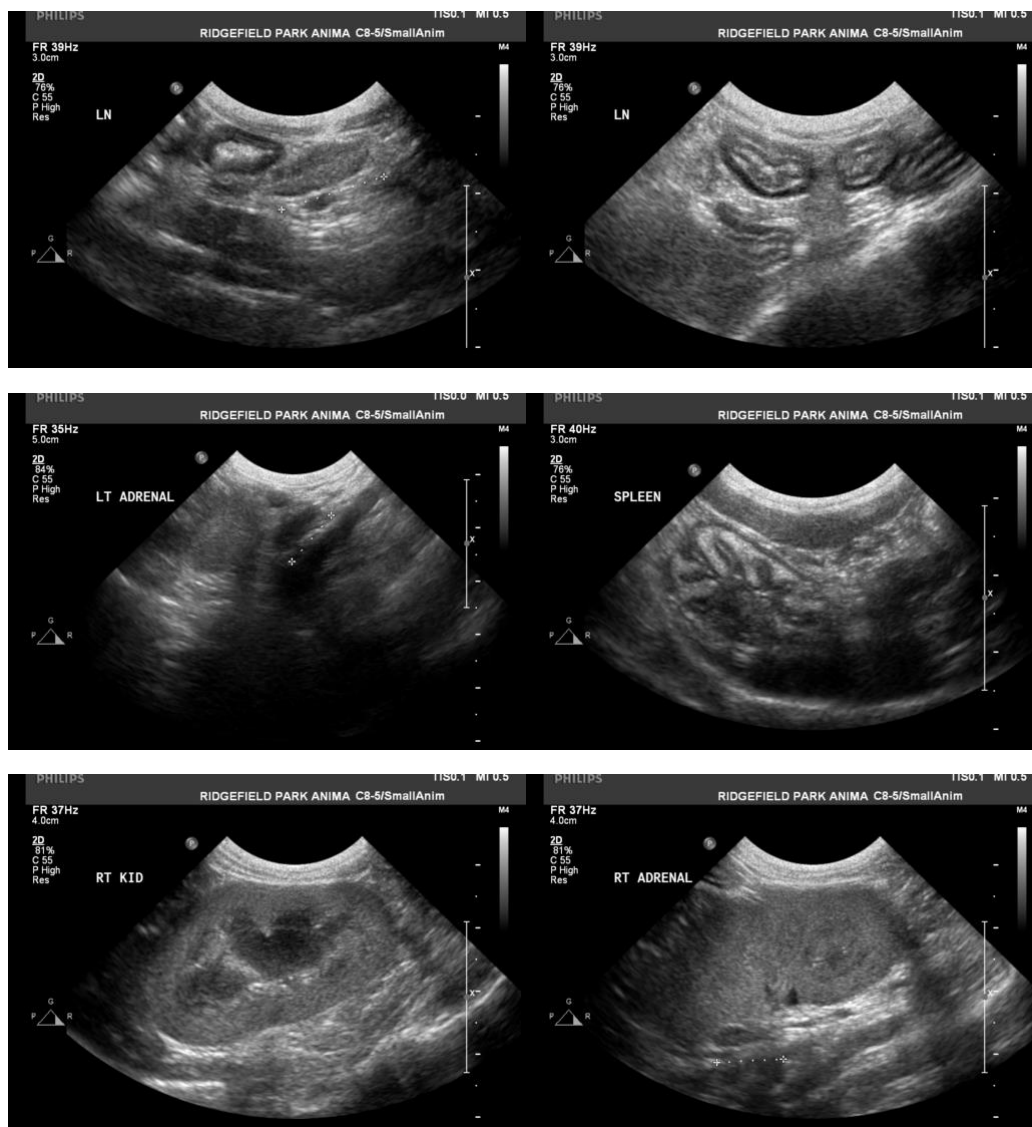 PHILIPS TIS0.1 MI 0.5
RIDGEFIELD PARK ANIMA C8-5/SmallAnim
FR 39Hz
3.0cm
M4
2D
76%
C 55
P High
Res
LN
G
P R
X
PHILIPS TIS0.1 MI 0.5
RIDGEFIELD PARK ANIMA C8-5/SmallAnim
FR 39Hz
3.0cm
M4
2D
76%
C 55
P High
Res
LN
G
P R
X
PHILIPS TIS0.0 MI 0.5
RIDGEFIELD PARK ANIMA C8-5/SmallAnim
FR 35Hz
5.0cm
M4
2D
84%
C 55
P High
Res
LT ADRENAL
G
P R
X
PHILIPS TIS0.1 MI 0.5
RIDGEFIELD PARK ANIMA C8-5/SmallAnim
FR 40Hz
3.0cm
M4
2D
76%
C 55
P High
Res
SPLEEN
G
P R
X
PHILIPS TIS0.1 MI 0.5
RIDGEFIELD PARK ANIMA C8-5/SmallAnim
FR 37Hz
4.0cm
M4
2D
81%
C 55
P High
Res
RT KID
G
P R
X
PHILIPS TIS0.1 MI 0.5
RIDGEFIELD PARK ANIMA C8-5/SmallAnim
FR 37Hz
4.0cm
M4
2D
81%
C 55
P High
Res
RT ADRENAL
G
P R
X